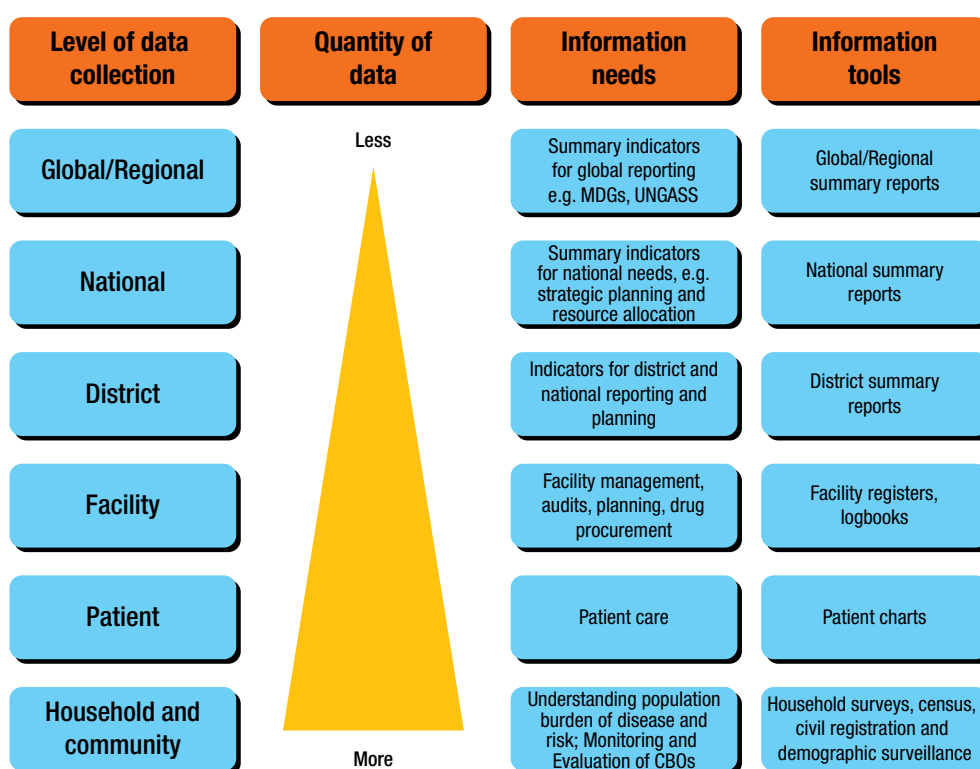 Level of data
collection
Quantity of
data
Information
needs
Information
tools
Less
Global/Regional
Summary indicators
for global reporting
e.g. MDGs, UNGASS
Global/Regional
summary reports
National
Summary indicators
for national needs, e.g.
strategic planning and
resource allocation
National summary
reports
District
Indicators for district and
national reporting and
planning
District summary
reports
Facility
Facility management,
audits, planning, drug
procurement
Facility registers,
logbooks
Patient
Patient care
Patient charts
Household and
community
More
Understanding population
burden of disease and
risk; Monitoring and
Evaluation of CBOs
Household surveys, census,
civil registration and
demographic surveillance